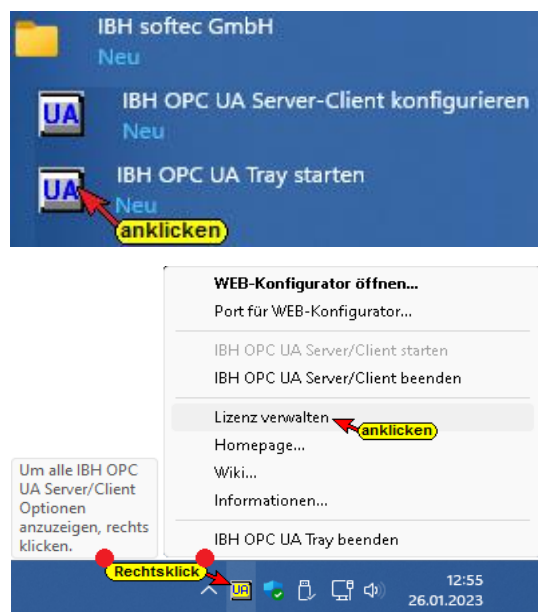 IBH softec GmbH
Neu
IBH OPC UA Server-Client konfigurieren
Neu
UA
IBH OPC UA Tray starten
Neu
UA
anklicken
WEB-Konfigurator öffnen...
Port für WEB-Konfigurator...
IBH OPC UA Server/Client starten
IBH OPC UA Server/Client beenden
Lizenz verwalten
anklicken
Homepage...
Wiki...
Informationen...
IBH OPC UA Tray beenden
Um alle IBH OPC
UA Server/Client
Optionen
anzuzeigen, rechts
klicken.
Rechtsklick
UA
12:55
26.01.2023